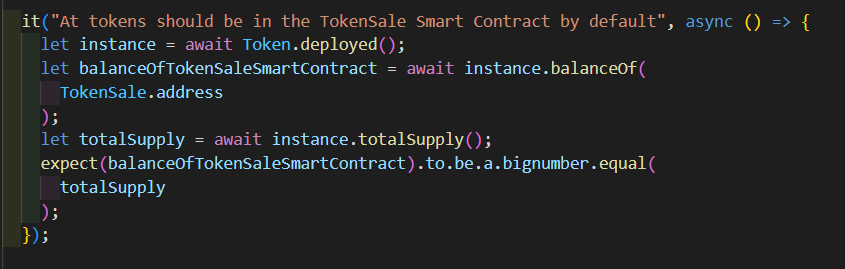 it("At tokens should be in the TokenSale Smart Contract by default", async () => {
let instance = await Token.deployed();
let balanceOfTokenSaleSmartContract = await instance.balanceOf(
TokenSale.address
);
let totalSupply = await instance.totalSupply();
expect(balanceOfTokenSaleSmartContract).to.be.a.bignumber.equal(
totalSupply
);
});